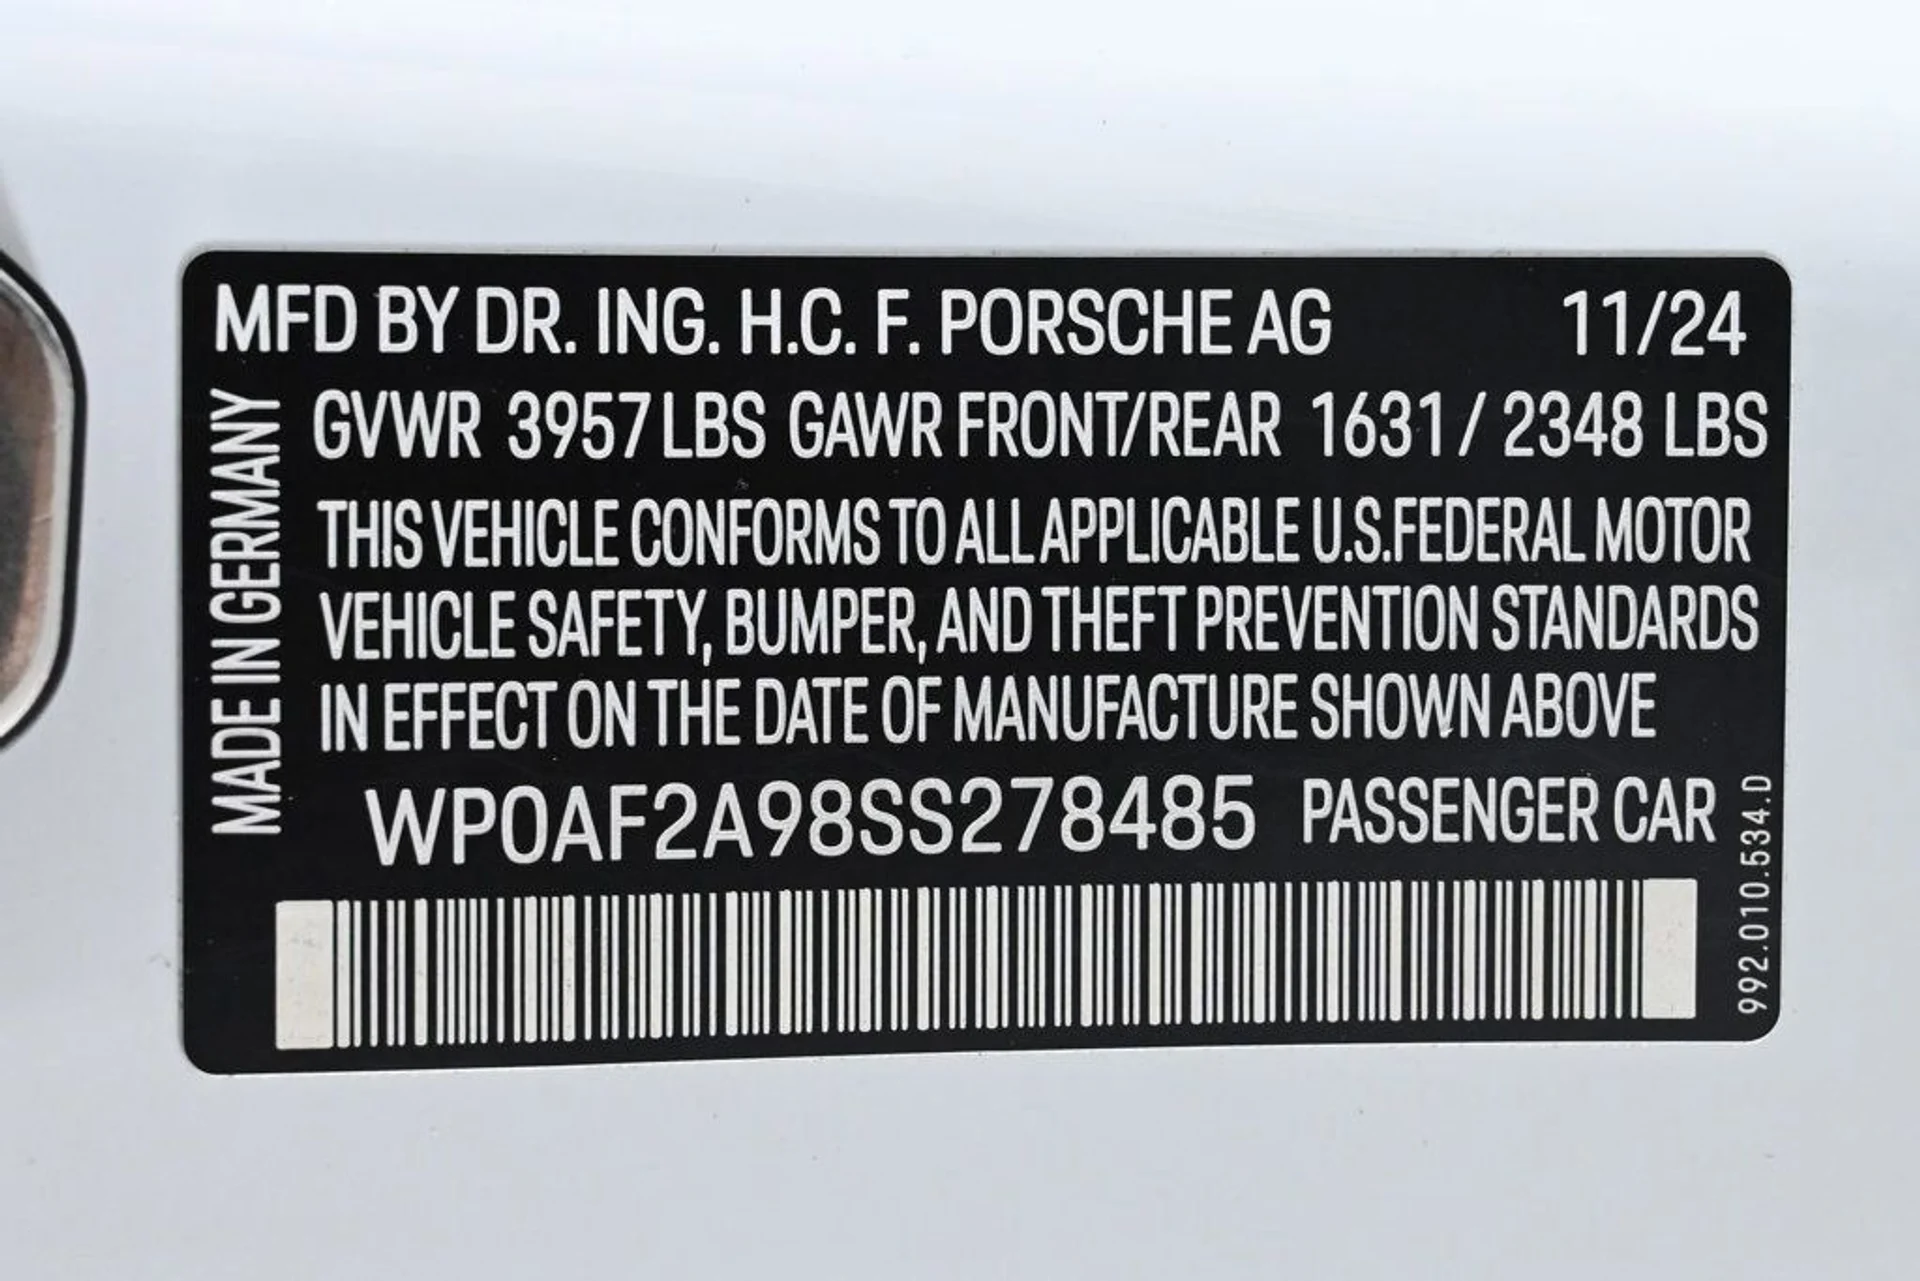 MFD BY DR. ING. H.C. F. PORSCHE AG 11/24
GVWR 3957 LBS GAWR FRONT/REAR 1631 / 2348 LBS
THIS VEHICLE CONFORMS TO ALL APPLICABLE U.S.FEDERAL MOTOR
VEHICLE SAFETY, BUMPER, AND THEFT PREVENTION STANDARDS
IN EFFECT ON THE DATE OF MANUFACTURE SHOWN ABOVE
WP0AF2A98SS278485 PASSENGER CAR
MADE IN GERMANY
992.010.534.D